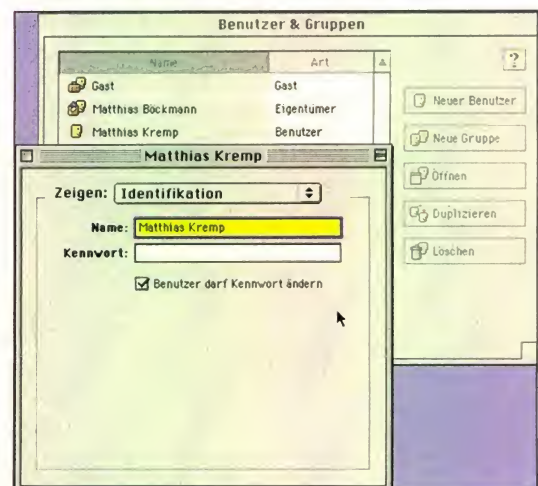 Benutzer & Gruppen
Name Art
Gast Gast
Matthias Böckmann Eigentümer
Matthias Kremp Benutzer
?
Neuer Benutzer
Neue Gruppe
Öffnen
Duplizieren
Löschen
Matthias Kremp
Zeigen: Identifikation
Name: Matthias Kremp
Kennwort:
Benutzer darf Kennwort ändern